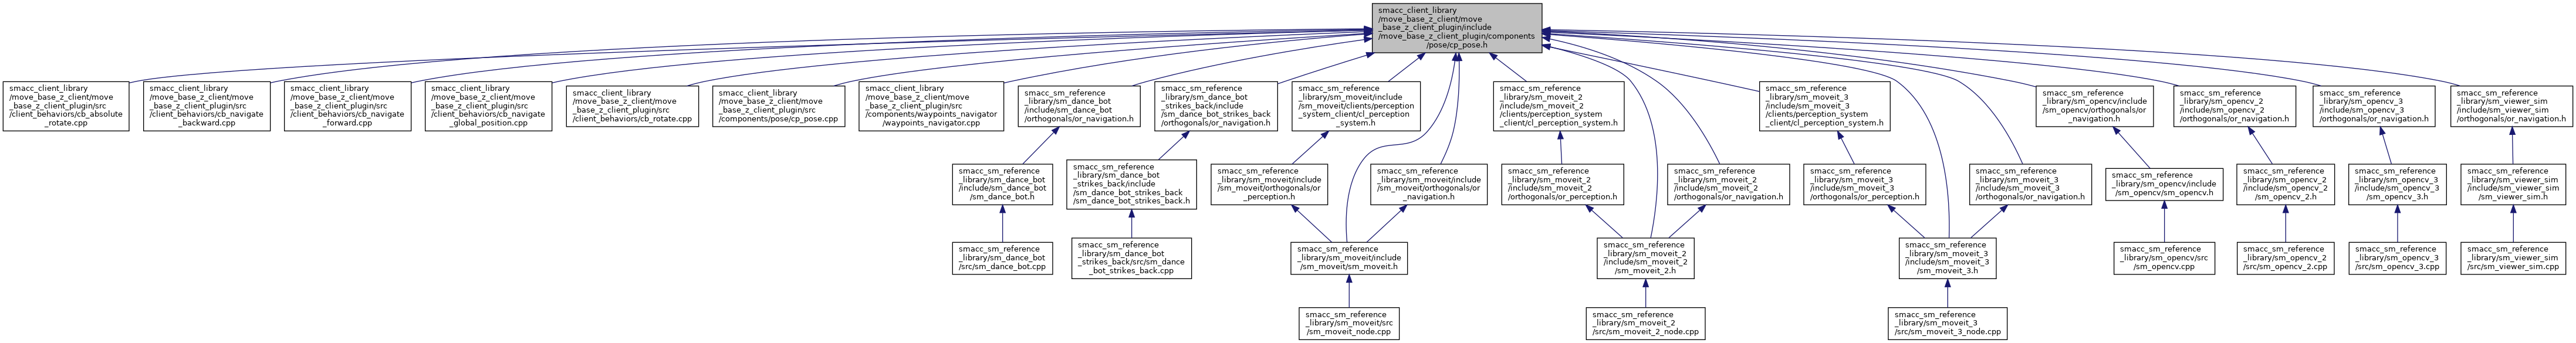 smacc_client_library
/move_base_z_client/move
_base_z_client_plugin/include
/move_base_z_client_plugin/components
/pose/cp_pose.h
smacc_client_library
/move_base_z_client/move
_base_z_client_plugin/src
/client_behaviors/cb_absolute
_rotate.cpp
smacc_client_library
/move_base_z_client/move
_base_z_client_plugin/src
/client_behaviors/cb_navigate
_backward.cpp
smacc_client_library
/move_base_z_client/move
_base_z_client_plugin/src
/client_behaviors/cb_navigate
_forward.cpp
smacc_client_library
/move_base_z_client/move
_base_z_client_plugin/src
/client_behaviors/cb_navigate
_global_position.cpp
smacc_client_library
/move_base_z_client/move
_base_z_client_plugin/src
/client_behaviors/cb_rotate.cpp
smacc_client_library
/move_base_z_client/move
_base_z_client_plugin/src
/components/pose/cp_pose.cpp
smacc_client_library
/move_base_z_client/move
_base_z_client_plugin/src
/components/waypoints_navigator
/waypoints_navigator.cpp
smacc_sm_reference
_library/sm_dance_bot
/include/sm_dance_bot
/orthogonals/or_navigation.h
smacc_sm_reference
_library/sm_dance_bot
_strikes_back/include
/sm_dance_bot_strikes_back
/orthogonals/or_navigation.h
smacc_sm_reference
_library/sm_moveit/include
/sm_moveit/clients/perception
_system_client/cl_perception
_system.h
smacc_sm_reference
_library/sm_moveit_2
/include/sm_moveit_2
/clients/perception_system
_client/cl_perception_system.h
smacc_sm_reference
_library/sm_moveit_3
/include/sm_moveit_3
/clients/perception_system
_client/cl_perception_system.h
smacc_sm_reference
_library/sm_opencv/include
/sm_opencv/orthogonals/or
_navigation.h
smacc_sm_reference
_library/sm_opencv_2
/include/sm_opencv_2
/orthogonals/or_navigation.h
smacc_sm_reference
_library/sm_opencv_3
/include/sm_opencv_3
/orthogonals/or_navigation.h
smacc_sm_reference
_library/sm_viewer_sim
/include/sm_viewer_sim
/orthogonals/or_navigation.h
smacc_sm_reference
_library/sm_dance_bot
/include/sm_dance_bot
/sm_dance_bot.h
smacc_sm_reference
_library/sm_dance_bot
_strikes_back/include
/sm_dance_bot_strikes_back
/sm_dance_bot_strikes_back.h
smacc_sm_reference
_library/sm_moveit/include
/sm_moveit/orthogonals/or
_perception.h
smacc_sm_reference
_library/sm_moveit/include
/sm_moveit/orthogonals/or
_navigation.h
smacc_sm_reference
_library/sm_moveit_2
/include/sm_moveit_2
/orthogonals/or_perception.h
smacc_sm_reference
_library/sm_moveit_2
/include/sm_moveit_2
/orthogonals/or_navigation.h
smacc_sm_reference
_library/sm_moveit_3
/include/sm_moveit_3
/orthogonals/or_perception.h
smacc_sm_reference
_library/sm_moveit_3
/include/sm_moveit_3
/orthogonals/or_navigation.h
smacc_sm_reference
_library/sm_opencv/include
/sm_opencv/sm_opencv.h
smacc_sm_reference
_library/sm_opencv_2
/include/sm_opencv_2
/sm_opencv_2.h
smacc_sm_reference
_library/sm_opencv_3
/include/sm_opencv_3
/sm_opencv_3.h
smacc_sm_reference
_library/sm_viewer_sim
/include/sm_viewer_sim
/sm_viewer_sim.h
smacc_sm_reference
_library/sm_dance_bot
/src/sm_dance_bot.cpp
smacc_sm_reference
_library/sm_dance_bot
_strikes_back/src/sm_dance
_bot_strikes_back.cpp
smacc_sm_reference
_library/sm_moveit/include
/sm_moveit/sm_moveit.h
smacc_sm_reference
_library/sm_moveit_2
/include/sm_moveit_2
/sm_moveit_2.h
smacc_sm_reference
_library/sm_moveit_3
/include/sm_moveit_3
/sm_moveit_3.h
smacc_sm_reference
_library/sm_opencv/src
/sm_opencv.cpp
smacc_sm_reference
_library/sm_opencv_2
/src/sm_opencv_2.cpp
smacc_sm_reference
_library/sm_opencv_3
/src/sm_opencv_3.cpp
smacc_sm_reference
_library/sm_viewer_sim
/src/sm_viewer_sim.cpp
smacc_sm_reference
_library/sm_moveit/src
/sm_moveit_node.cpp
smacc_sm_reference
_library/sm_moveit_2
/src/sm_moveit_2_node.cpp
smacc_sm_reference
_library/sm_moveit_3
/src/sm_moveit_3_node.cpp